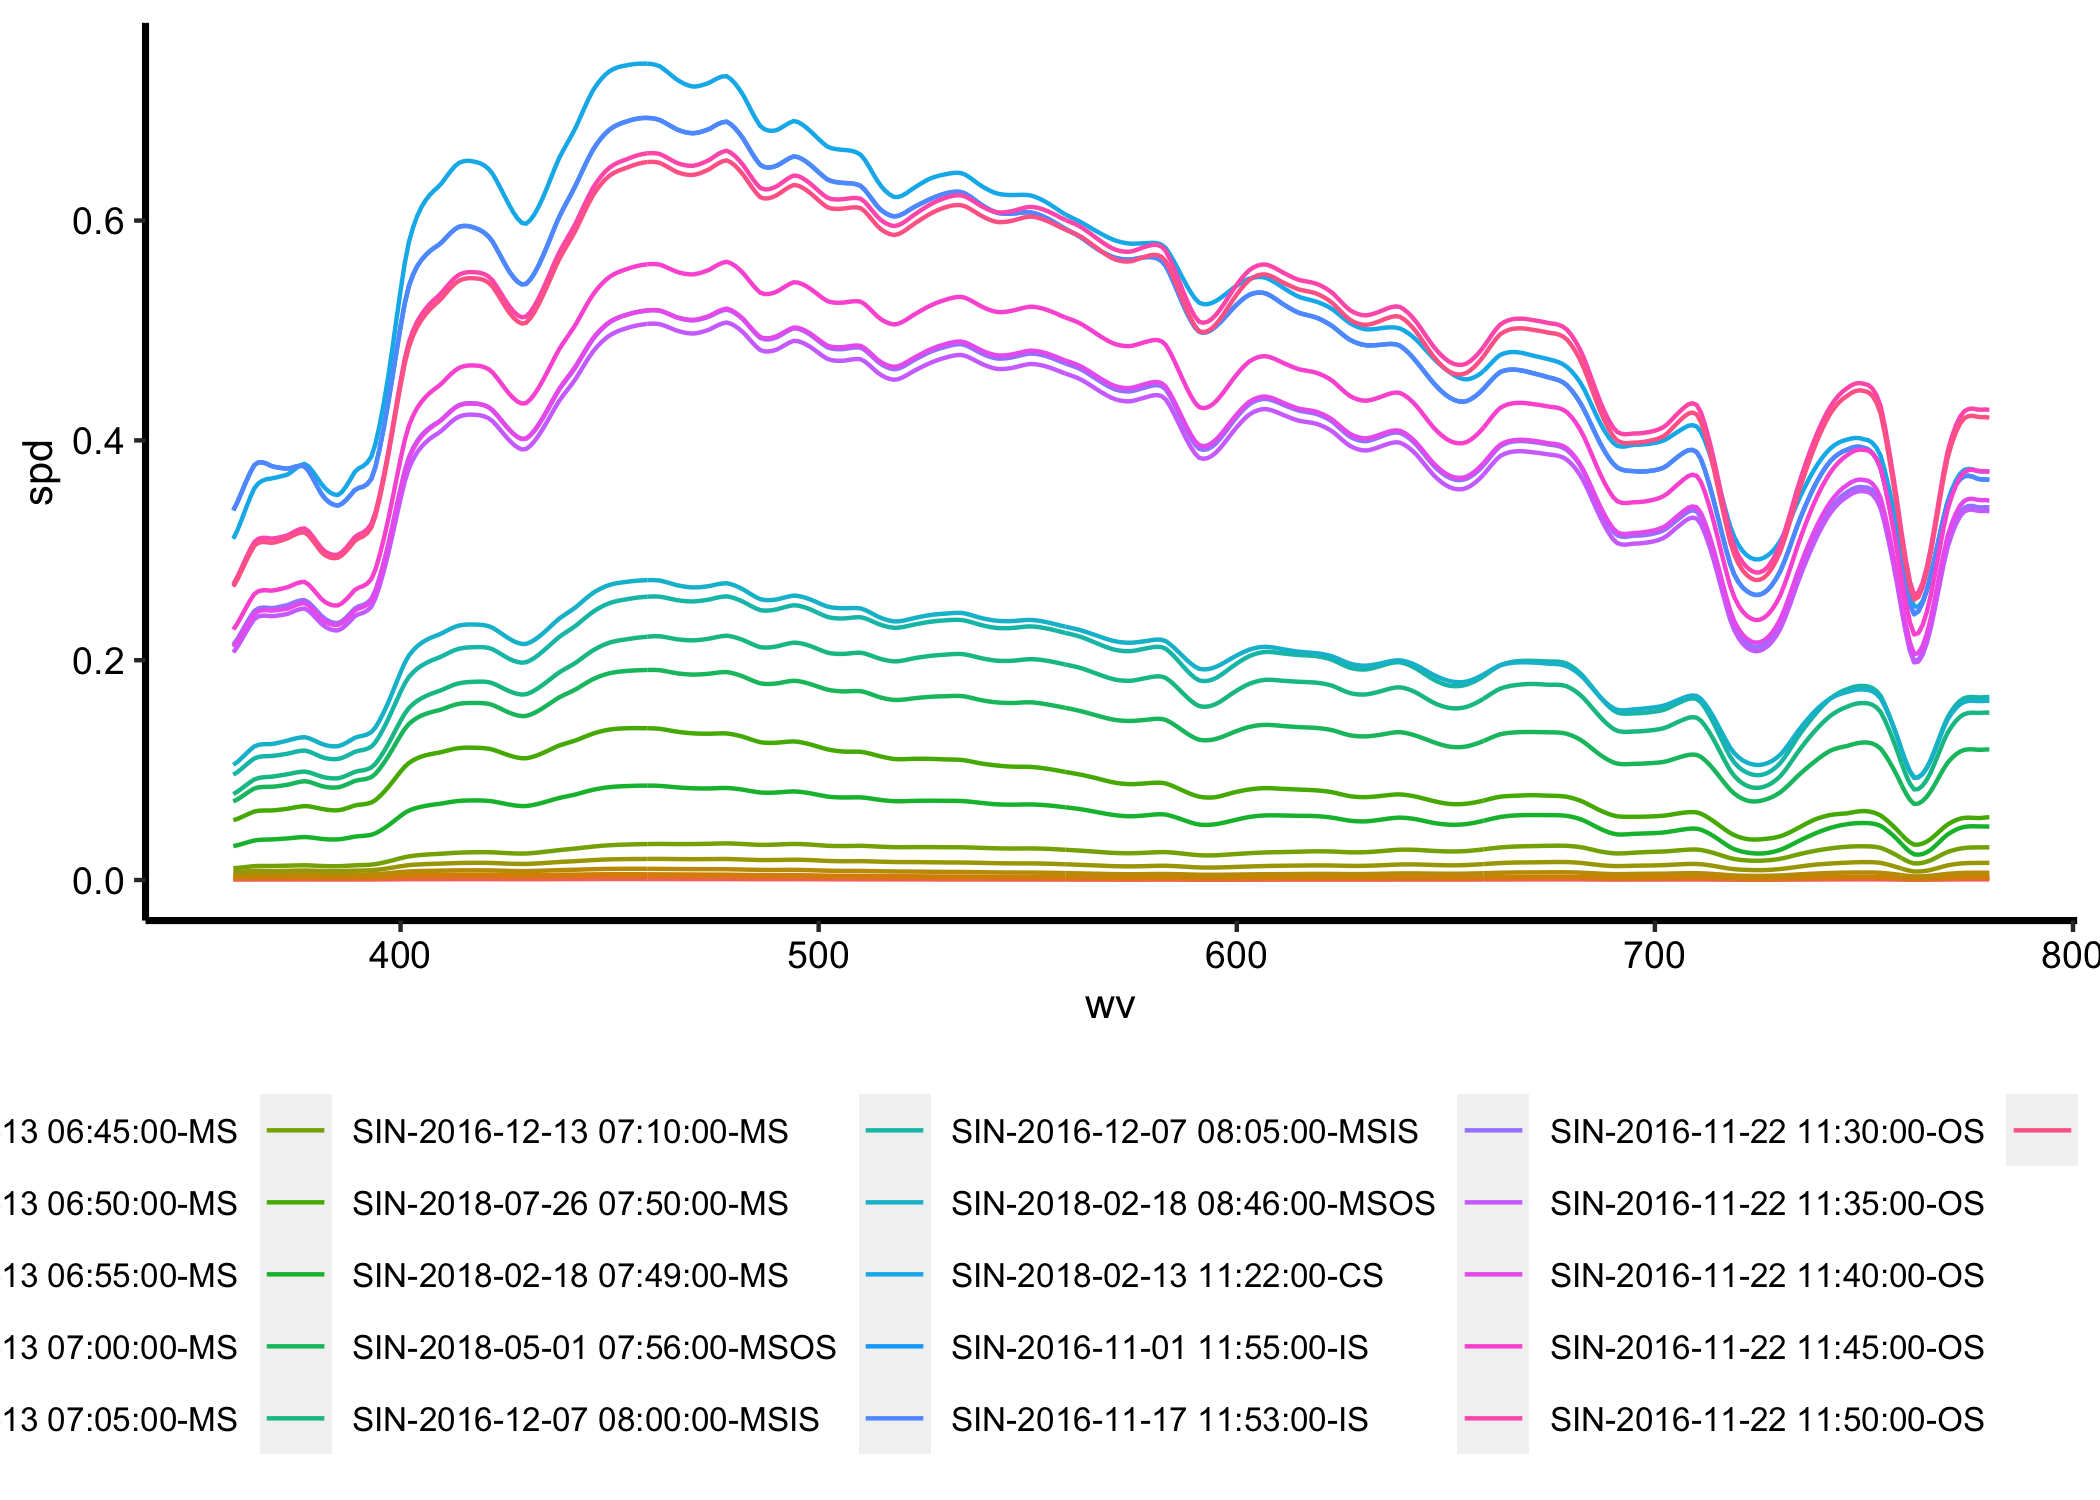 spd
0.6
0.4
0.2
0.0
400 500 600 700 800
wv
13 06:45:00-MS SIN-2016-12-13 07:10:00-MS SIN-2016-12-07 08:05:00-MSIS SIN-2016-11-22 11:30:00-OS
13 06:50:00-MS SIN-2018-07-26 07:50:00-MS SIN-2018-02-18 08:46:00-MSOS SIN-2016-11-22 11:35:00-OS
13 06:55:00-MS SIN-2018-02-18 07:49:00-MS SIN-2018-02-13 11:22:00-CS SIN-2016-11-22 11:40:00-OS
13 07:00:00-MS SIN-2018-05-01 07:56:00-MSOS SIN-2016-11-01 11:55:00-IS SIN-2016-11-22 11:45:00-OS
13 07:05:00-MS SIN-2016-12-07 08:00:00-MSIS SIN-2016-11-17 11:53:00-IS SIN-2016-11-22 11:50:00-OS